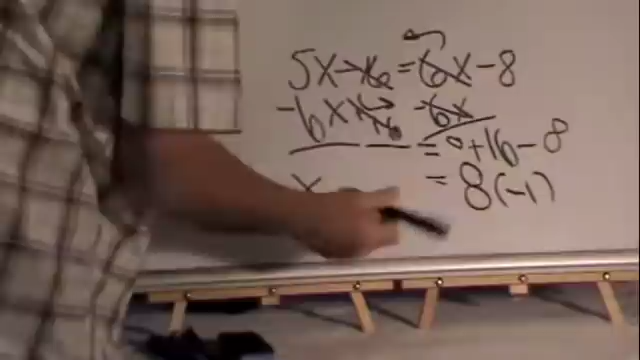 5x-16=6x-8
-6x+16 -6x
= 0+16-8
x = 8(-1)